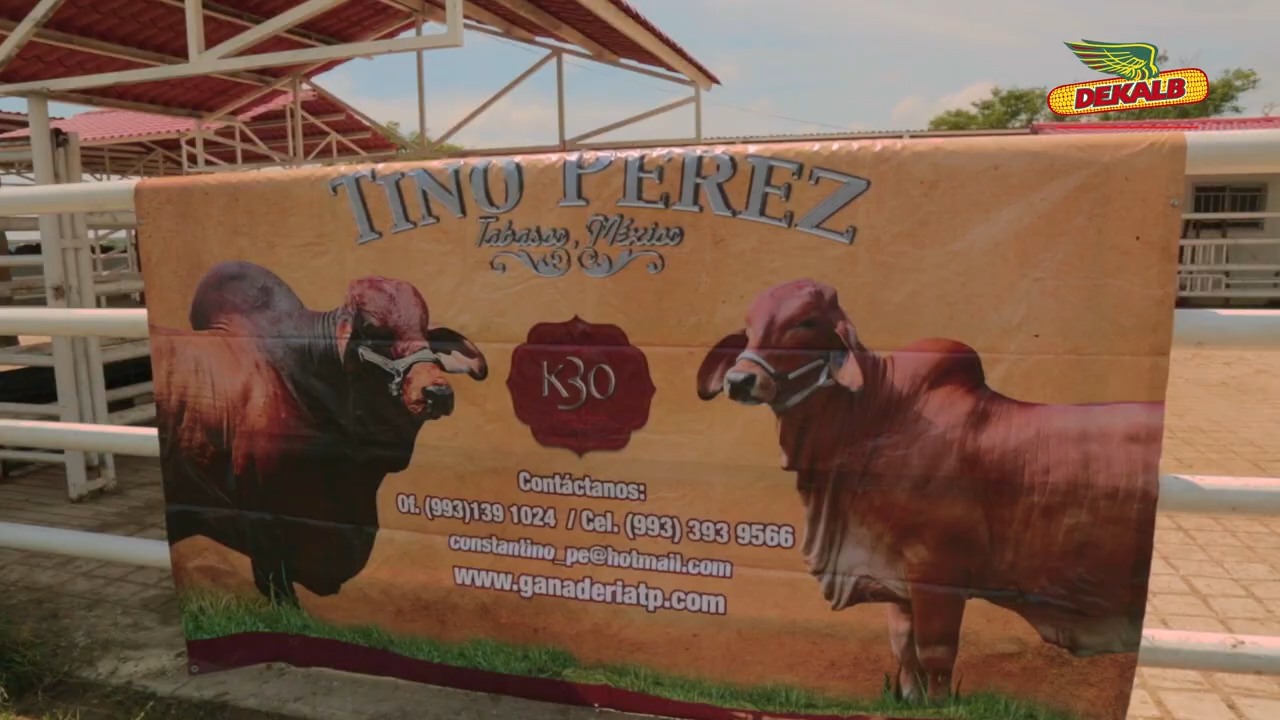 DEKALB
TINO PEREZ
Tabasco, México
K3O
Contáctanos:
Of. (993)139 1024 / Cel. (993) 393 9566
constantino_pe@hotmail.com
www.ganaderiatp.com